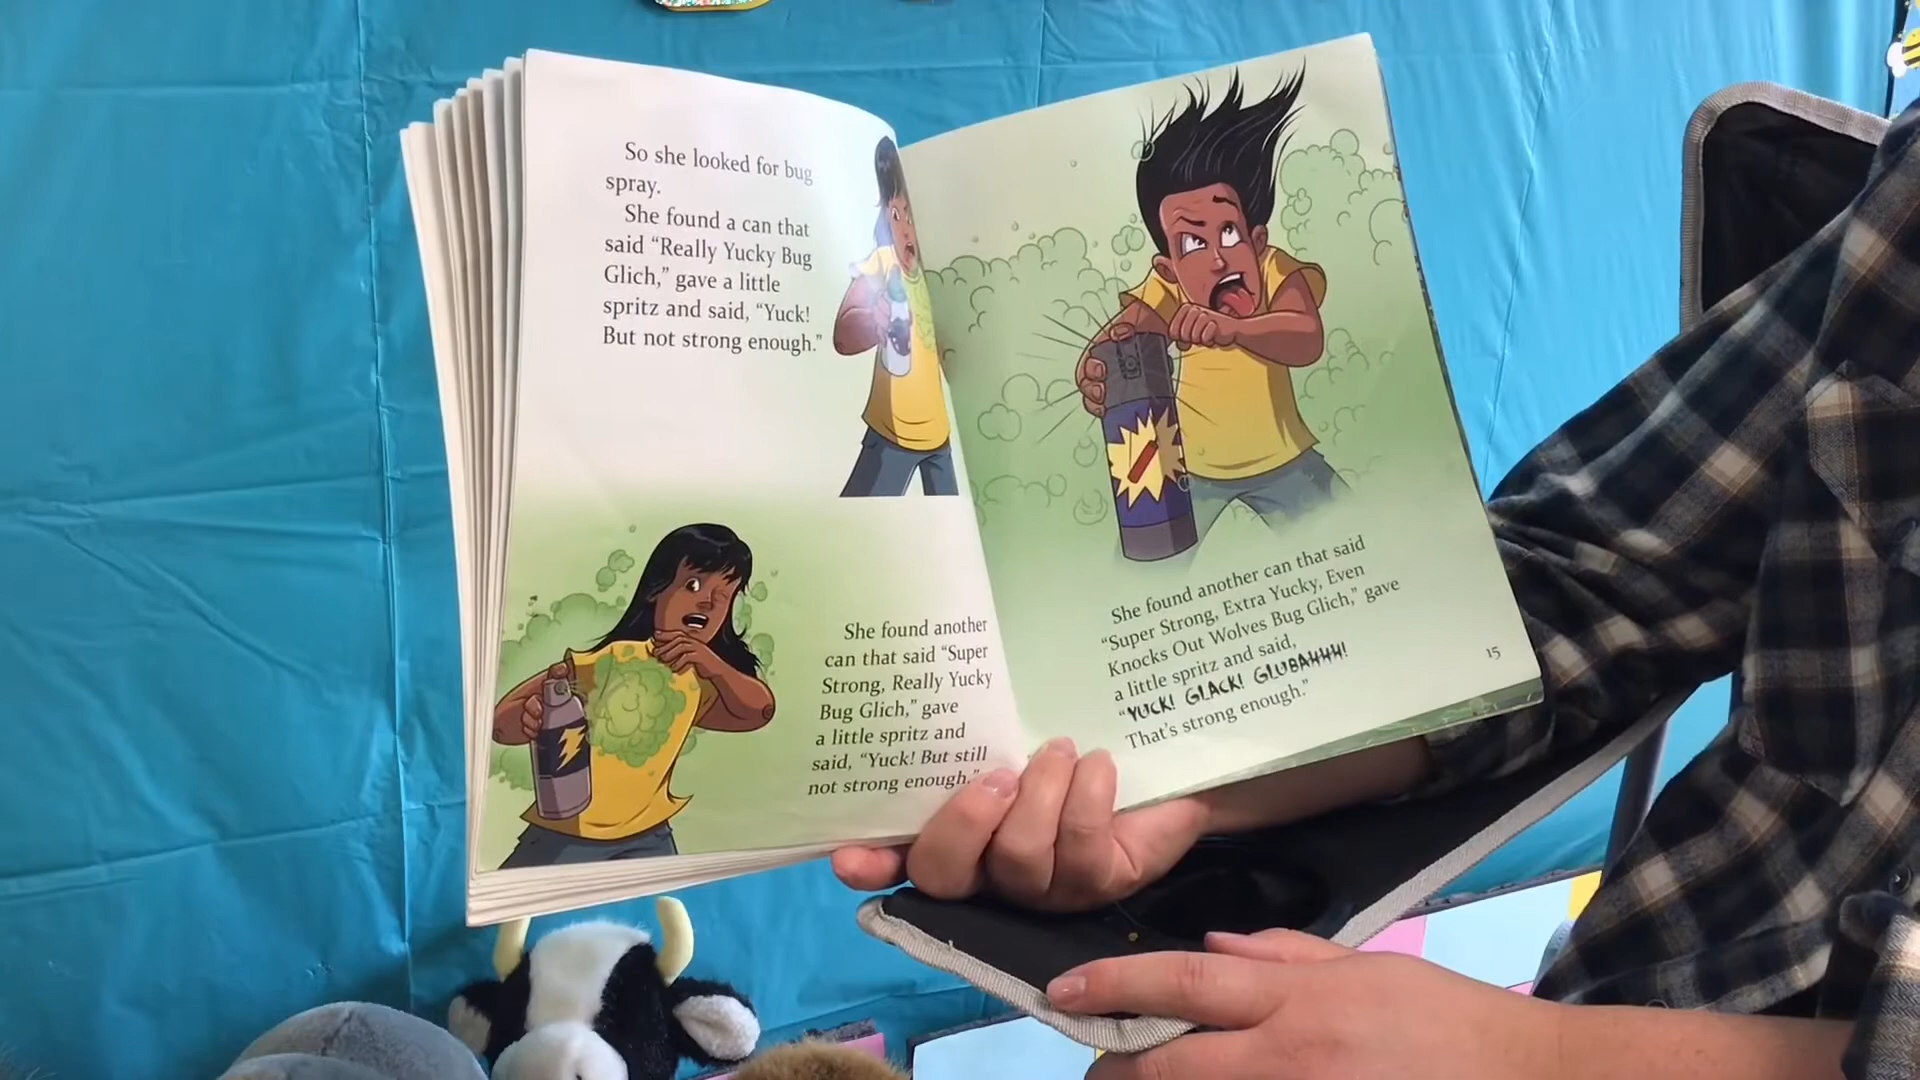 So she looked for bug
spray.
She found a can that
said “Really Yucky Bug
Glich,” gave a little
spritz and said, “Yuck!
But not strong enough.”
She found another
can that said “Super
Strong, Really Yucky
Bug Glich,” gave
a little spritz and
said, “Yuck! But still
not strong enough.”
She found another can that said
“Super Strong, Extra Yucky, Even
Knocks Out Wolves Bug Glich,” gave
a little spritz and said,
“YUCK! GLACK! GLUBAHHH!
That’s strong enough.”
15